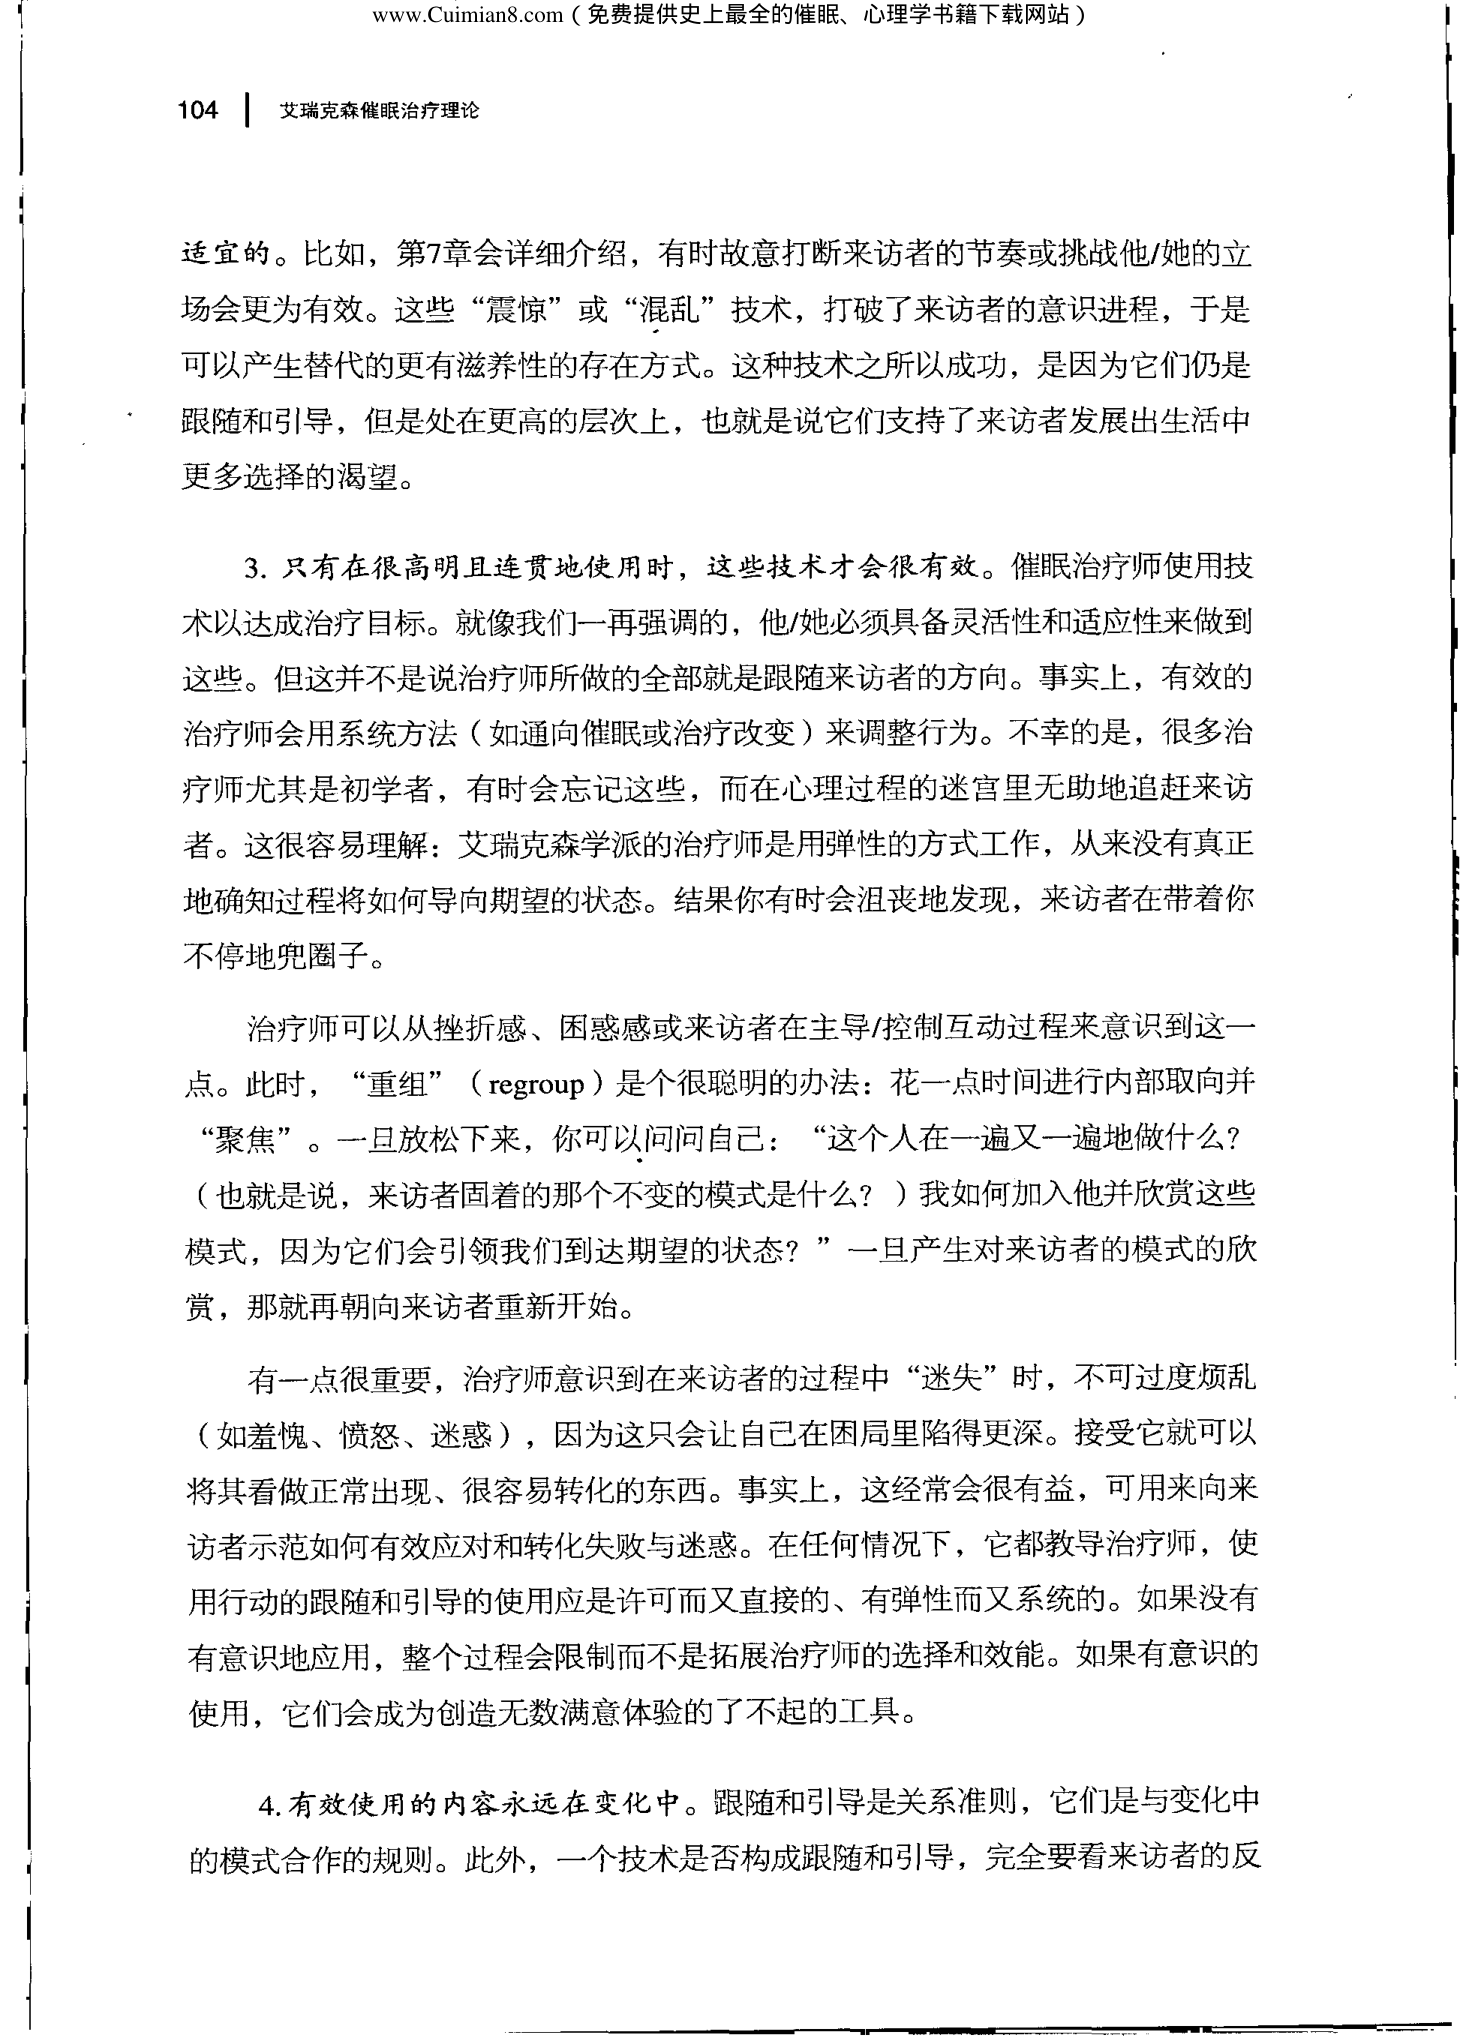 www.Cuimian8.com（免费提供史上最全的催眠、心理学书籍下载网站）
104 艾瑞克森催眠治疗理论
适宜的。比如，第7章会详细介绍，有时故意打断来访者的节奏或挑战他/她的立
场会更为有效。这些“震惊”或“混乱”技术，打破了来访者的意识进程，于是
可以产生替代的更有滋养性的存在方式。这种技术之所以成功，是因为它们仍是
跟随和引导，但是处在更高的层次上，也就是说它们支持了来访者发展出生活中
更多选择的渴望。
3. 只有在很高明且连贯地使用时，这些技术才会很有效。催眠治疗师使用技
术以达成治疗目标。就像我们一再强调的，他/她必须具备灵活性和适应性来做到
这些。但这并不是说治疗师所做的全部就是跟随来访者的方向。事实上，有效的
治疗师会用系统方法（如通向催眠或治疗改变）来调整行为。不幸的是，很多治
疗师尤其是初学者，有时会忘记这些，而在心理过程的迷宫里无助地追赶来访
者。这很容易理解：艾瑞克森学派的治疗师是用弹性的方式工作，从来没有真正
地确知过程将如何导向期望的状态。结果你有时会沮丧地发现，来访者在带着你
不停地兜圈子。
治疗师可以从挫折感、困惑感或来访者在主导/控制互动过程来意识到这一
点。此时，“重组”（regroup）是个很聪明的办法：花一点时间进行内部取向并
“聚焦”。一旦放松下来，你可以问问自己：“这个人在一遍又一遍地做什么？
（也就是说，来访者固着的那个不变的模式是什么？）我如何加入他并欣赏这些
模式，因为它们会引领我们到达期望的状态？”一旦产生对来访者的模式的欣
赏，那就再朝向来访者重新开始。
有一点很重要，治疗师意识到在来访者的过程中“迷失”时，不可过度烦乱
（如羞愧、愤怒、迷惑），因为这只会让自己在困局里陷得更深。接受它就可以
将其看做正常出现、很容易转化的东西。事实上，这经常会很有益，可用来向来
访者示范如何有效应对和转化失败与迷惑。在任何情况下，它都教导治疗师，使
用行动的跟随和引导的使用应是许可而又直接的、有弹性而又系统的。如果没有
有意识地应用，整个过程会限制而不是拓展治疗师的选择和效能。如果有意识的
使用，它们会成为创造无数满意体验的了不起的工具。
4. 有效使用的内容永远在变化中。跟随和引导是关系准则，它们是与变化中
的模式合作的规则。此外，一个技术是否构成跟随和引导，完全要看来访者的反